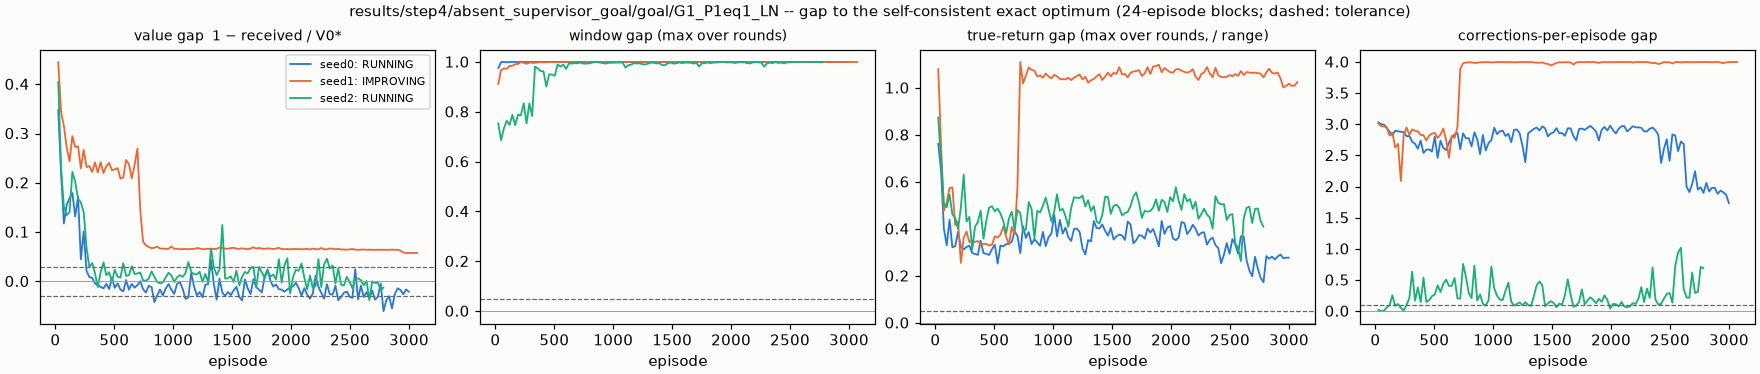 results/step4/absent_supervisor_goal/goal/G1_P1eq1_LN -- gap to the self-consistent exact optimum (24-episode blocks; dashed: tolerance)
value gap 1 − received / V0*
0.4
0.3
0.2
0.1
0.0
seed0: RUNNING
seed1: IMPROVING
seed2: RUNNING
0 500 1000 1500 2000 2500 3000
episode
window gap (max over rounds)
1.0
0.8
0.6
0.4
0.2
0.0
0 500 1000 1500 2000 2500 3000
episode
true-return gap (max over rounds, / range)
1.0
0.8
0.6
0.4
0.2
0.0
0 500 1000 1500 2000 2500 3000
episode
corrections-per-episode gap
4.0
3.5
3.0
2.5
2.0
1.5
1.0
0.5
0.0
0 500 1000 1500 2000 2500 3000
episode